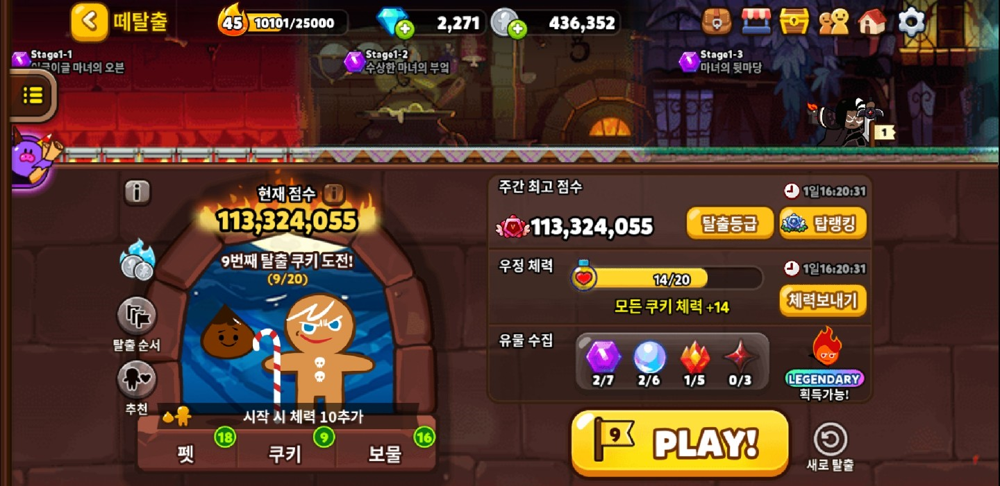 떼탈출
45
10101/25000
2,271
436,352
Stage1-1
이글이글 마녀의 오븐
Stage1-2
수상한 마녀의 부엌
Stage1-3
마녀의 뒷마당
1
현재 점수
113,324,055
9번째 탈출 쿠키 도전!
(9/20)
탈출 순서
추천
시작 시 체력 10추가
펫
18
쿠키
9
보물
16
주간 최고 점수
1일16:20:31
113,324,055
탈출등급
탑랭킹
우정 체력
1일16:20:31
14/20
모든 쿠키 체력 +14
체력보내기
유물 수집
2/7
2/6
1/5
0/3
LEGENDARY
획득가능!
9
PLAY!
새로 탈출